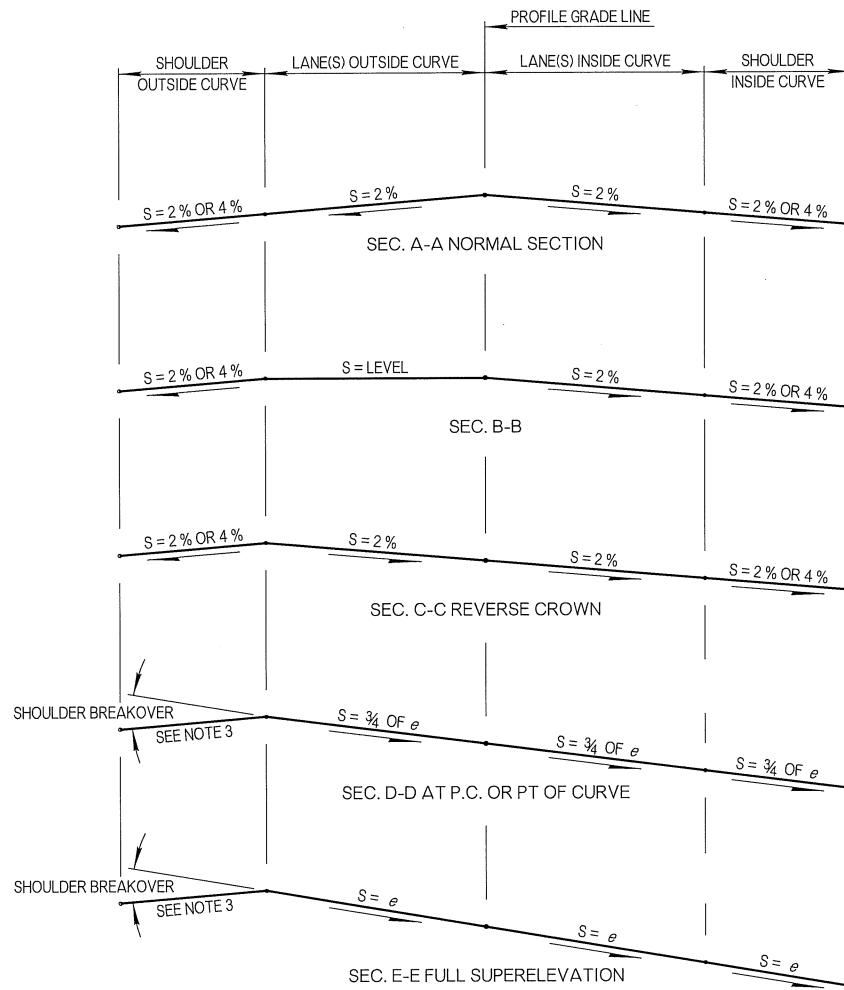 PROFILE GRADE LINE
SHOULDER
OUTSIDE CURVE
LANE(S) OUTSIDE CURVE
LANE(S) INSIDE CURVE
SHOULDER
INSIDE CURVE
S = 2 % OR 4 %
S = 2 %
S = 2 %
S = 2 % OR 4 %
SEC. A-A NORMAL SECTION
S = 2 % OR 4 %
S = LEVEL
S = 2 %
S = 2 % OR 4 %
SEC. B-B
S = 2 % OR 4 %
S = 2 %
S = 2 %
S = 2 % OR 4 %
SEC. C-C REVERSE CROWN
SHOULDER BREAKOVER
SEE NOTE 3
S = ¾ OF e
S = ¾ OF e
S = ¾ OF e
SEC. D-D AT P.C. OR PT OF CURVE
SHOULDER BREAKOVER
SEE NOTE 3
S = e
S = e
S = e
SEC. E-E FULL SUPERELEVATION